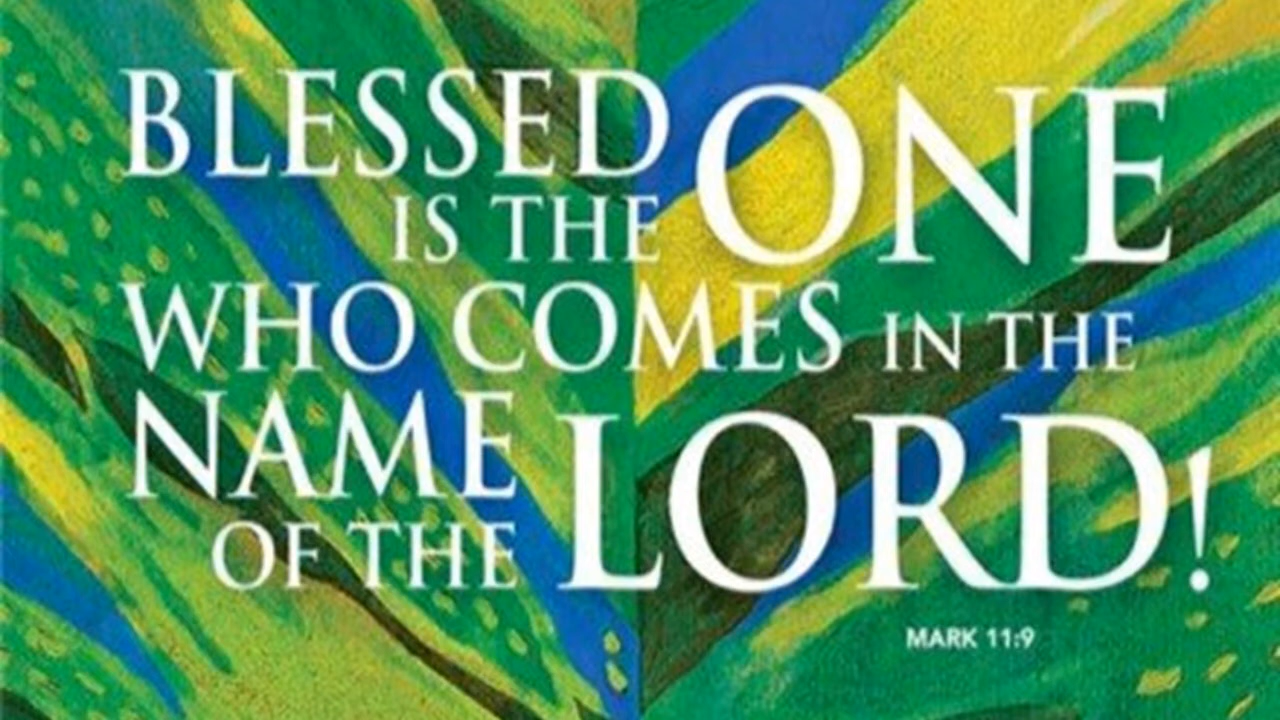 BLESSED ONE
IS THE
WHO COMES IN THE
NAME LORD!
OF THE
MARK 11:9